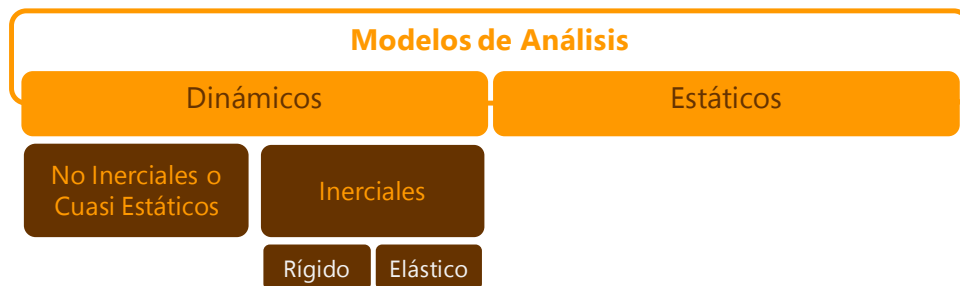 Modelos de Análisis
Dinámicos
Estáticos
No Inerciales o
Cuasi Estáticos
Inerciales
Rígido
Elástico